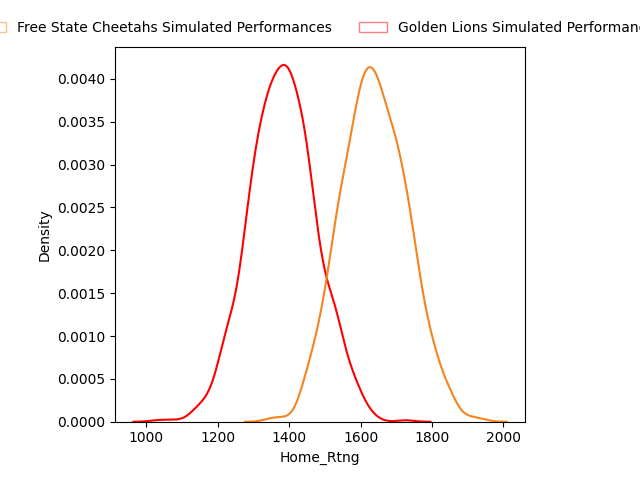 Free State Cheetahs Simulated Performances
Golden Lions Simulated Performan
0.0040
0.0035
0.0030
0.0025
0.0020
0.0015
0.0010
0.0005
0.0000
Density
1000 1200 1400 1600 1800 2000
Home_Rtng